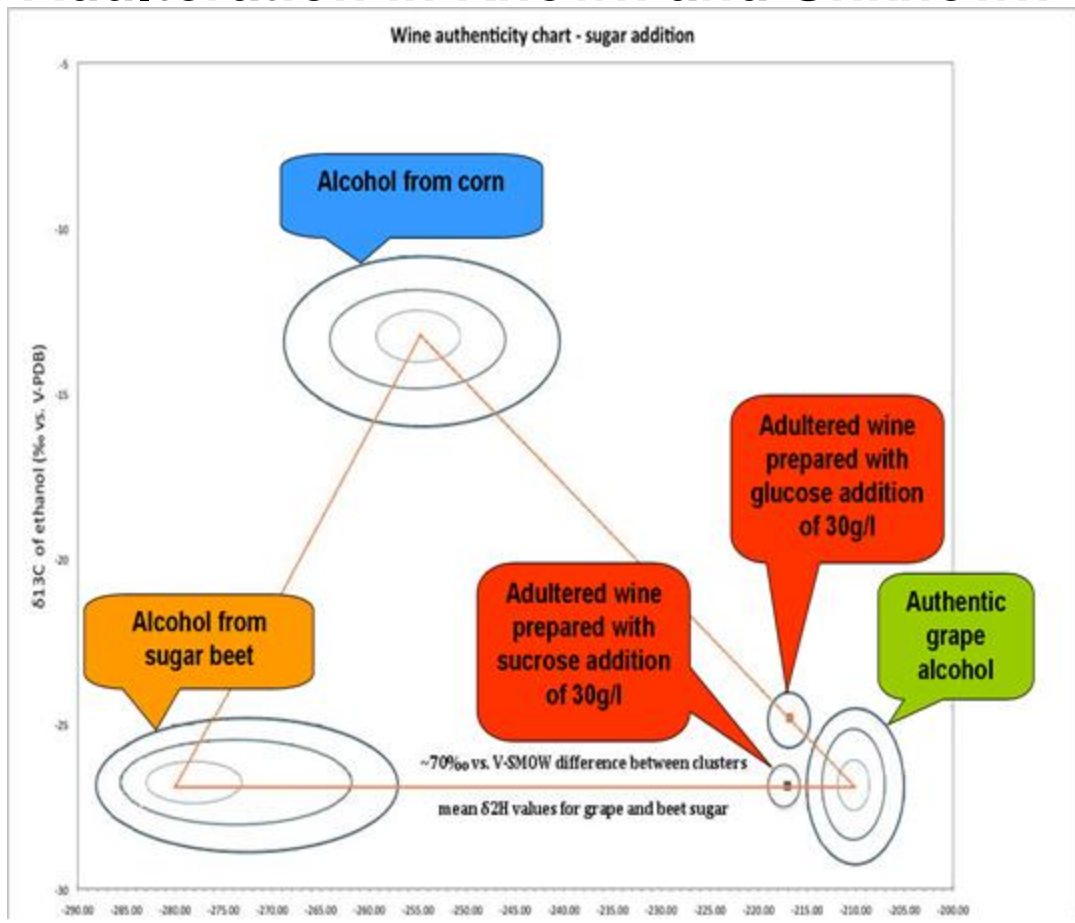 Wine authenticity chart - sugar addition
-5
Alcohol from corn
-10
δ13C of ethanol (‰ vs. V-PDB)
-15
Adultered wine
prepared with
glucose addition
of 30g/l
-20
Adultered wine
prepared with
sucrose addition
of 30g/l
Authentic
grape
alcohol
Alcohol from
sugar beet
-25
~70‰ vs. V-SMOW difference between clusters
mean δ2H values for grape and beet sugar
-30
-290.00 -285.00 -280.00 -275.00 -270.00 -265.00 -260.00 -255.00 -250.00 -245.00 -240.00 -235.00 -230.00 -225.00 -220.00 -215.00 -210.00 -205.00 -200.00